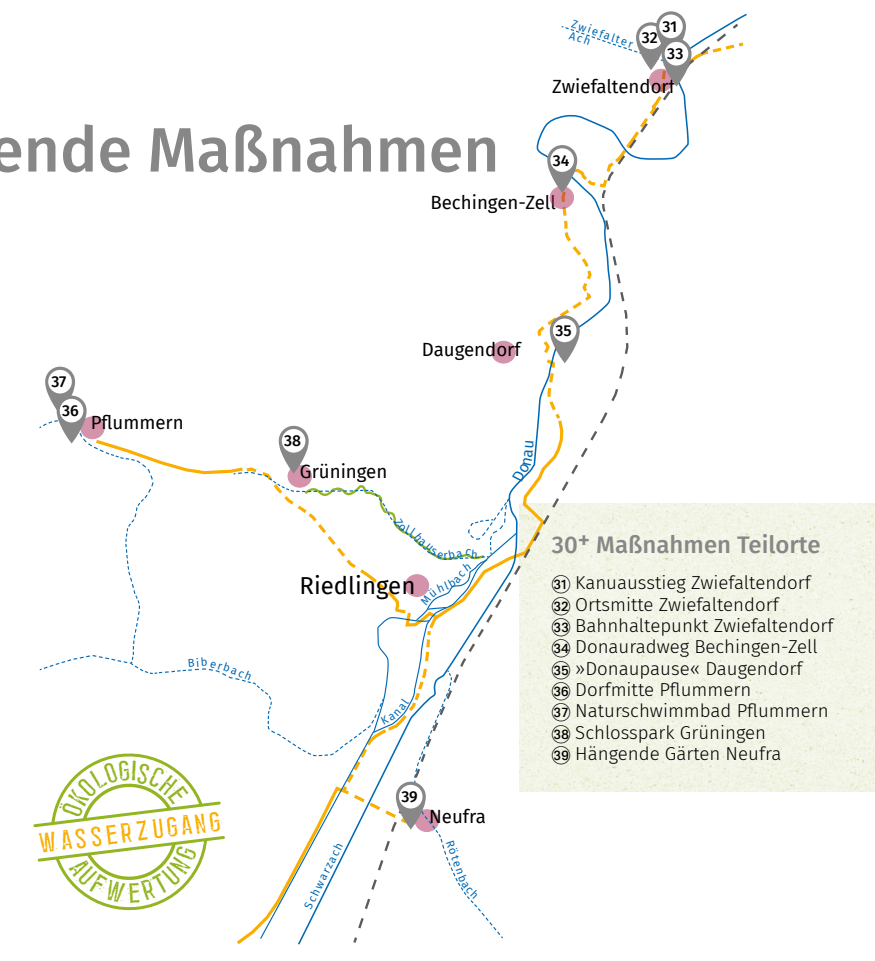 Zwiefalter
Ach
31
32
33
Zwiefaltendorf
ende Maßnahmen
34
Bechingen-Zell
35
Daugendorf
37
36
Pflummern
38
Grüningen
Donau
Zollhauserbach
Mühlbach
Riedlingen
30⁺ Maßnahmen Teilorte
31 Kanuausstieg Zwiefaltendorf
32 Ortsmitte Zwiefaltendorf
33 Bahnhaltepunkt Zwiefaltendorf
34 Donauradweg Bechingen-Zell
35 »Donaupause« Daugendorf
36 Dorfmitte Pflummern
37 Naturschwimmbad Pflummern
38 Schlosspark Grüningen
39 Hängende Gärten Neufra
Biberbach
Kanal
ÖKOLOGISCHE
WASSERZUGANG
AUFWERTUNG
39
Neufra
Schwarzach
Rötenbach